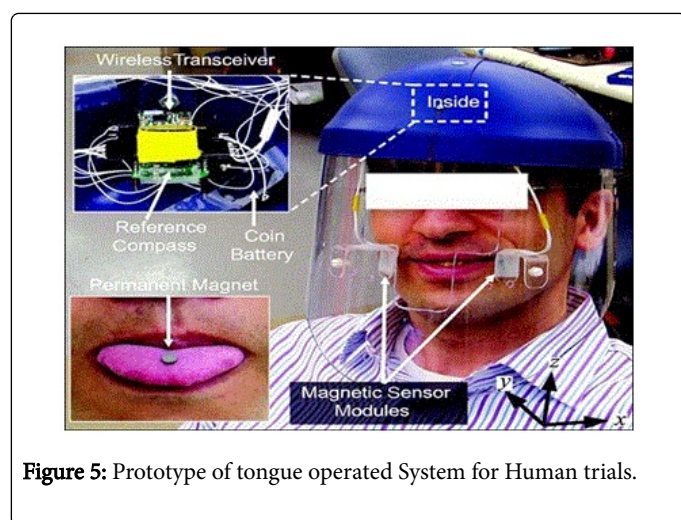 Wireless Transceiver
Inside
Reference
Compass
Coin
Battery
Permanent Magnet
Magnetic Sensor
Modules
z
y
x
Figure 5: Prototype of tongue operated System for Human trials.